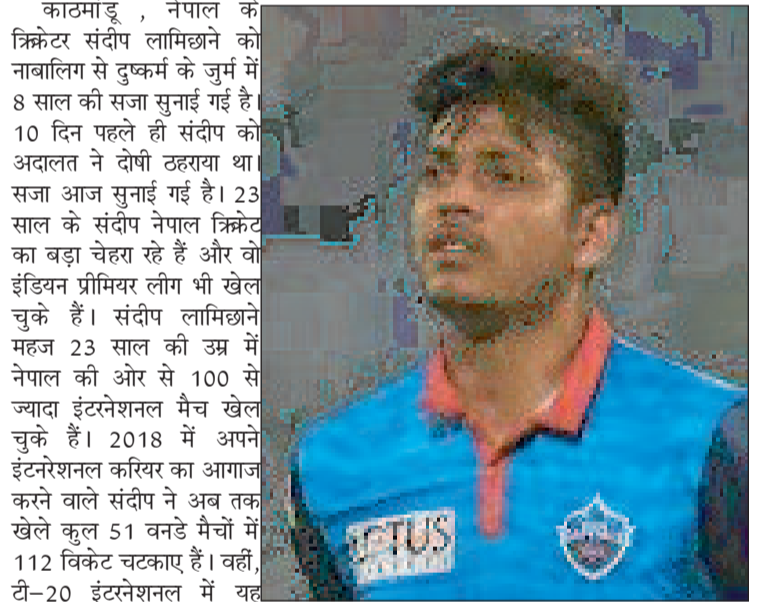 काठमांडू , नेपाल के
क्रिकेटर संदीप लामिछाने को
नाबालिग से दुष्कर्म के जुर्म में
8 साल की सजा सुनाई गई है।
10 दिन पहले ही संदीप को
अदालत ने दोषी ठहराया था।
सजा आज सुनाई गई है। 23
साल के संदीप नेपाल क्रिकेट
का बड़ा चेहरा रहे हैं और वो
इंडियन प्रीमियर लीग भी खेल
चुके हैं। संदीप लामिछाने
महज 23 साल की उम्र में
नेपाल की ओर से 100 से
ज्यादा इंटरनेशनल मैच खेल
चुके हैं। 2018 में अपने
इंटनरेशनल करियर का आगाज
करने वाले संदीप ने अब तक
खेले कुल 51 वनडे मैचों में
112 विकेट चटकाए हैं। वहीं,
टी-20 इंटरनेशनल में यह